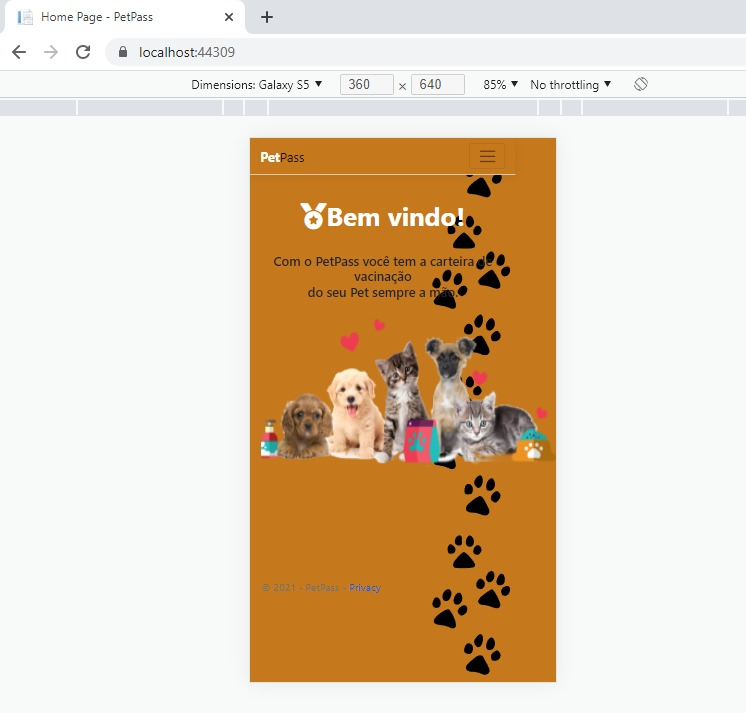 Home Page - PetPass
localhost:44309
Dimensions: Galaxy S5 ▼ 360 × 640 85% ▼ No throttling ▼
PetPass
Bem vindo!
Com o PetPass você tem a carteira de
vacinação
do seu Pet sempre a mão.
© 2021 - PetPass - Privacy